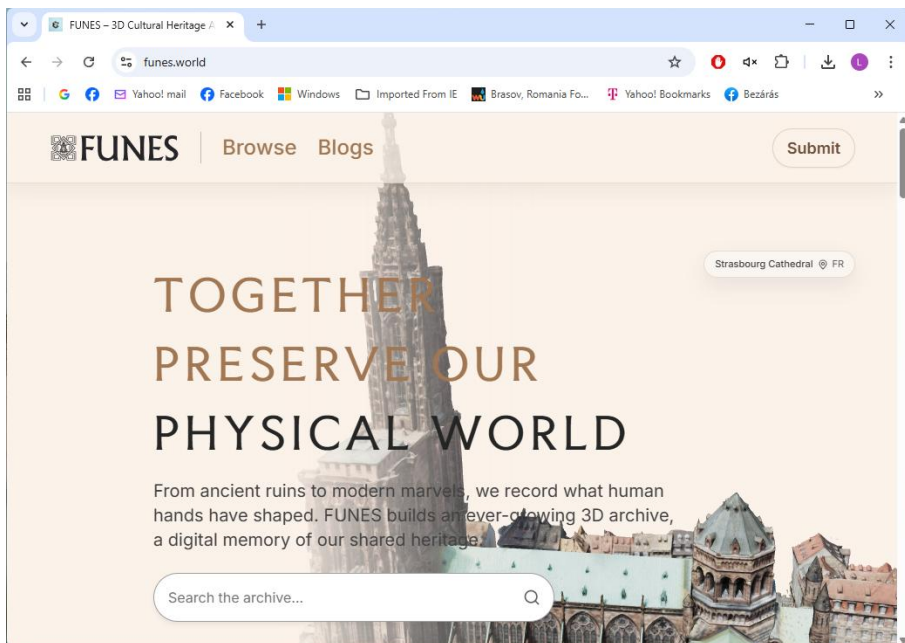 FUNES – 3D Cultural Heritage A
funes.world
G Yahoo! mail Facebook Windows Imported From IE Brasov, Romania Fo... Yahoo! Bookmarks Bezárás
L
FUNES Browse Blogs Submit
Strasbourg Cathedral FR
TOGETHER
PRESERVE OUR
PHYSICAL WORLD
From ancient ruins to modern marvels, we record what human
hands have shaped. FUNES builds an ever-growing 3D archive,
a digital memory of our shared heritage.
Search the archive...